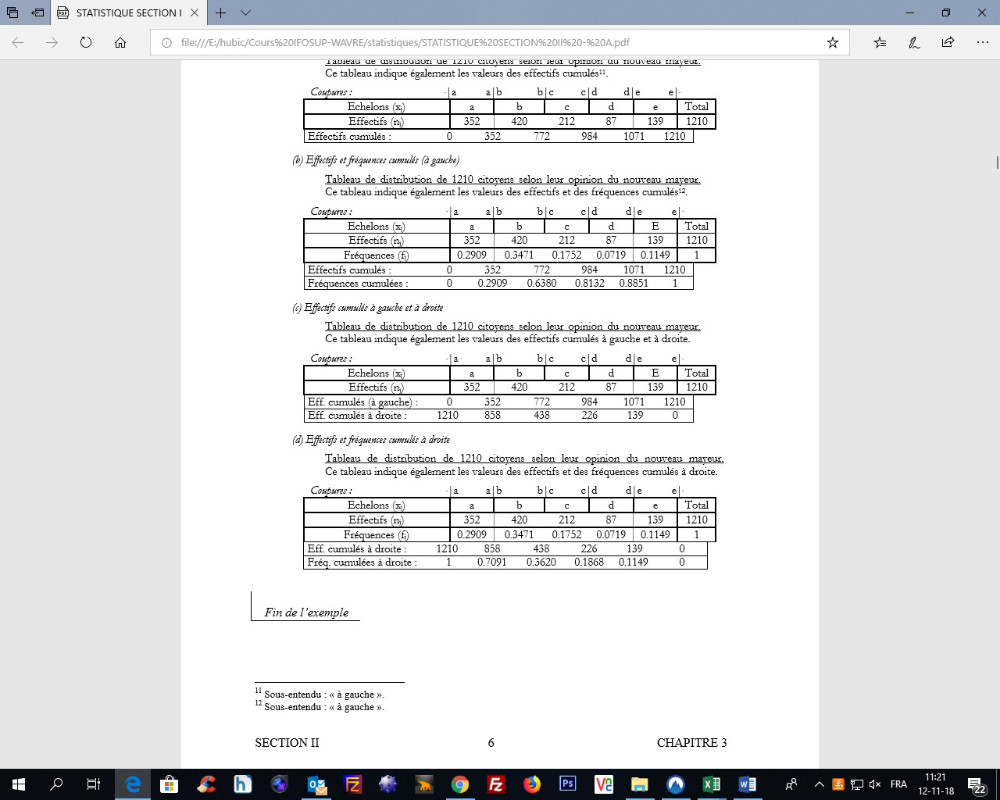 STATISTIQUE SECTION I
file:///E:/hubic/Cours%20IFOSUP-WAVRE/statistiques/STATISTIQUE%20SECTION%20II%20-%20A.pdf
Tableau de distribution de 1210 citoyens selon leur opinion du nouveau mayeur.
Ce tableau indique également les valeurs des effectifs cumulés¹¹.
Coupures : ·|a a|b b|c c|d d|e e|·
Echelons (xⱼ) a b c d e Total
Effectifs (nⱼ) 352 420 212 87 139 1210
Effectifs cumulés : 0 352 772 984 1071 1210
(b) Effectifs et fréquences cumulés (à gauche)
Tableau de distribution de 1210 citoyens selon leur opinion du nouveau mayeur.
Ce tableau indique également les valeurs des effectifs et des fréquences cumulés¹².
Coupures : ·|a a|b b|c c|d d|e e|·
Echelons (xⱼ) a b c d E Total
Effectifs (nⱼ) 352 420 212 87 139 1210
Fréquences (fⱼ) 0.2909 0.3471 0.1752 0.0719 0.1149 1
Effectifs cumulés : 0 352 772 984 1071 1210
Fréquences cumulées : 0 0.2909 0.6380 0.8132 0.8851 1
(c) Effectifs cumulés à gauche et à droite
Tableau de distribution de 1210 citoyens selon leur opinion du nouveau mayeur.
Ce tableau indique également les valeurs des effectifs cumulés à gauche et à droite.
Coupures : ·|a a|b b|c c|d d|e e|·
Echelons (xⱼ) a b c d E Total
Effectifs (nⱼ) 352 420 212 87 139 1210
Eff. cumulés (à gauche) : 0 352 772 984 1071 1210
Eff. cumulés à droite : 1210 858 438 226 139 0
(d) Effectifs et fréquences cumulés à droite
Tableau de distribution de 1210 citoyens selon leur opinion du nouveau mayeur.
Ce tableau indique également les valeurs des effectifs et des fréquences cumulés à droite.
Coupures : ·|a a|b b|c c|d d|e e|·
Echelons (xⱼ) a b c d e Total
Effectifs (nⱼ) 352 420 212 87 139 1210
Fréquences (fⱼ) 0.2909 0.3471 0.1752 0.0719 0.1149 1
Eff. cumulés à droite : 1210 858 438 226 139 0
Fréq. cumulées à droite : 1 0.7091 0.3620 0.1868 0.1149 0
Fin de l'exemple
¹¹ Sous-entendu : « à gauche ».
¹² Sous-entendu : « à gauche ».
SECTION II 6 CHAPITRE 3
FRA 11:21
12-11-18 22